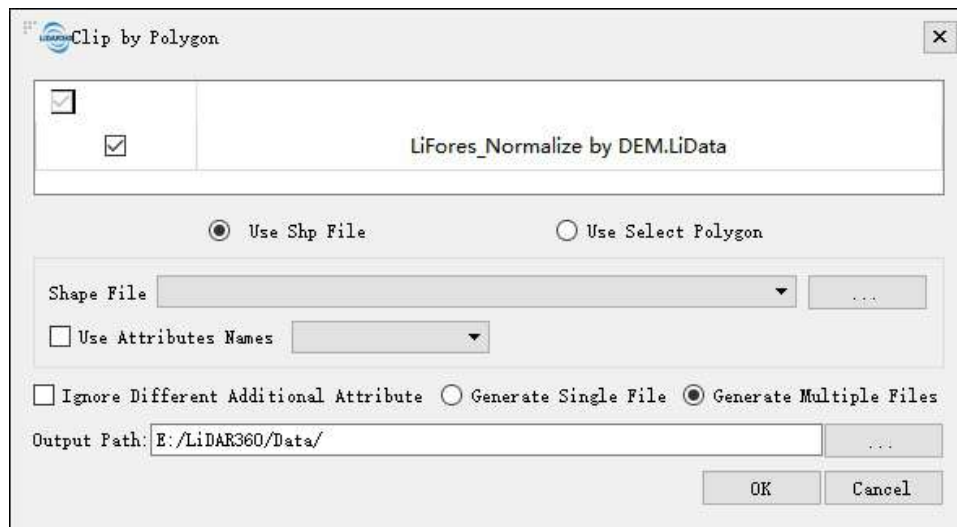 LiDAR360 Clip by Polygon
LiFores_Normalize by DEM.LiData
Use Shp File Use Select Polygon
Shape File ...
Use Attributes Names
Ignore Different Additional Attribute Generate Single File Generate Multiple Files
Output Path: E:/LiDAR360/Data/ ...
OK Cancel